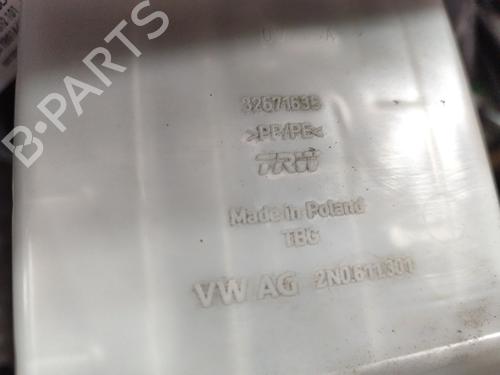 32671635
>PP/PE<
TRW
Made in Poland
TBG
VW AG 2N0.611.301
B-PARTS